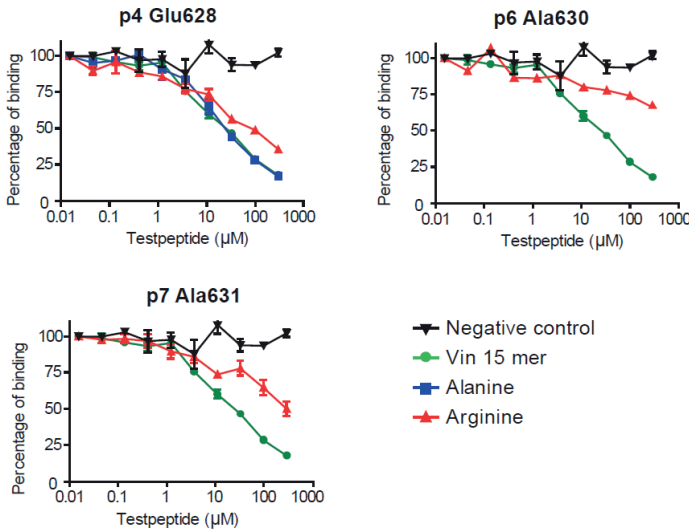 p4 Glu628
Percentage of binding
100
75
50
25
0
0.01 0.1 1 10 100 1000
Testpeptide (µM)
p6 Ala630
Percentage of binding
100
75
50
25
0
0.01 0.1 1 10 100 1000
Testpeptide (µM)
p7 Ala631
Percentage of binding
100
75
50
25
0
0.01 0.1 1 10 100 1000
Testpeptide (µM)
Negative control
Vin 15 mer
Alanine
Arginine